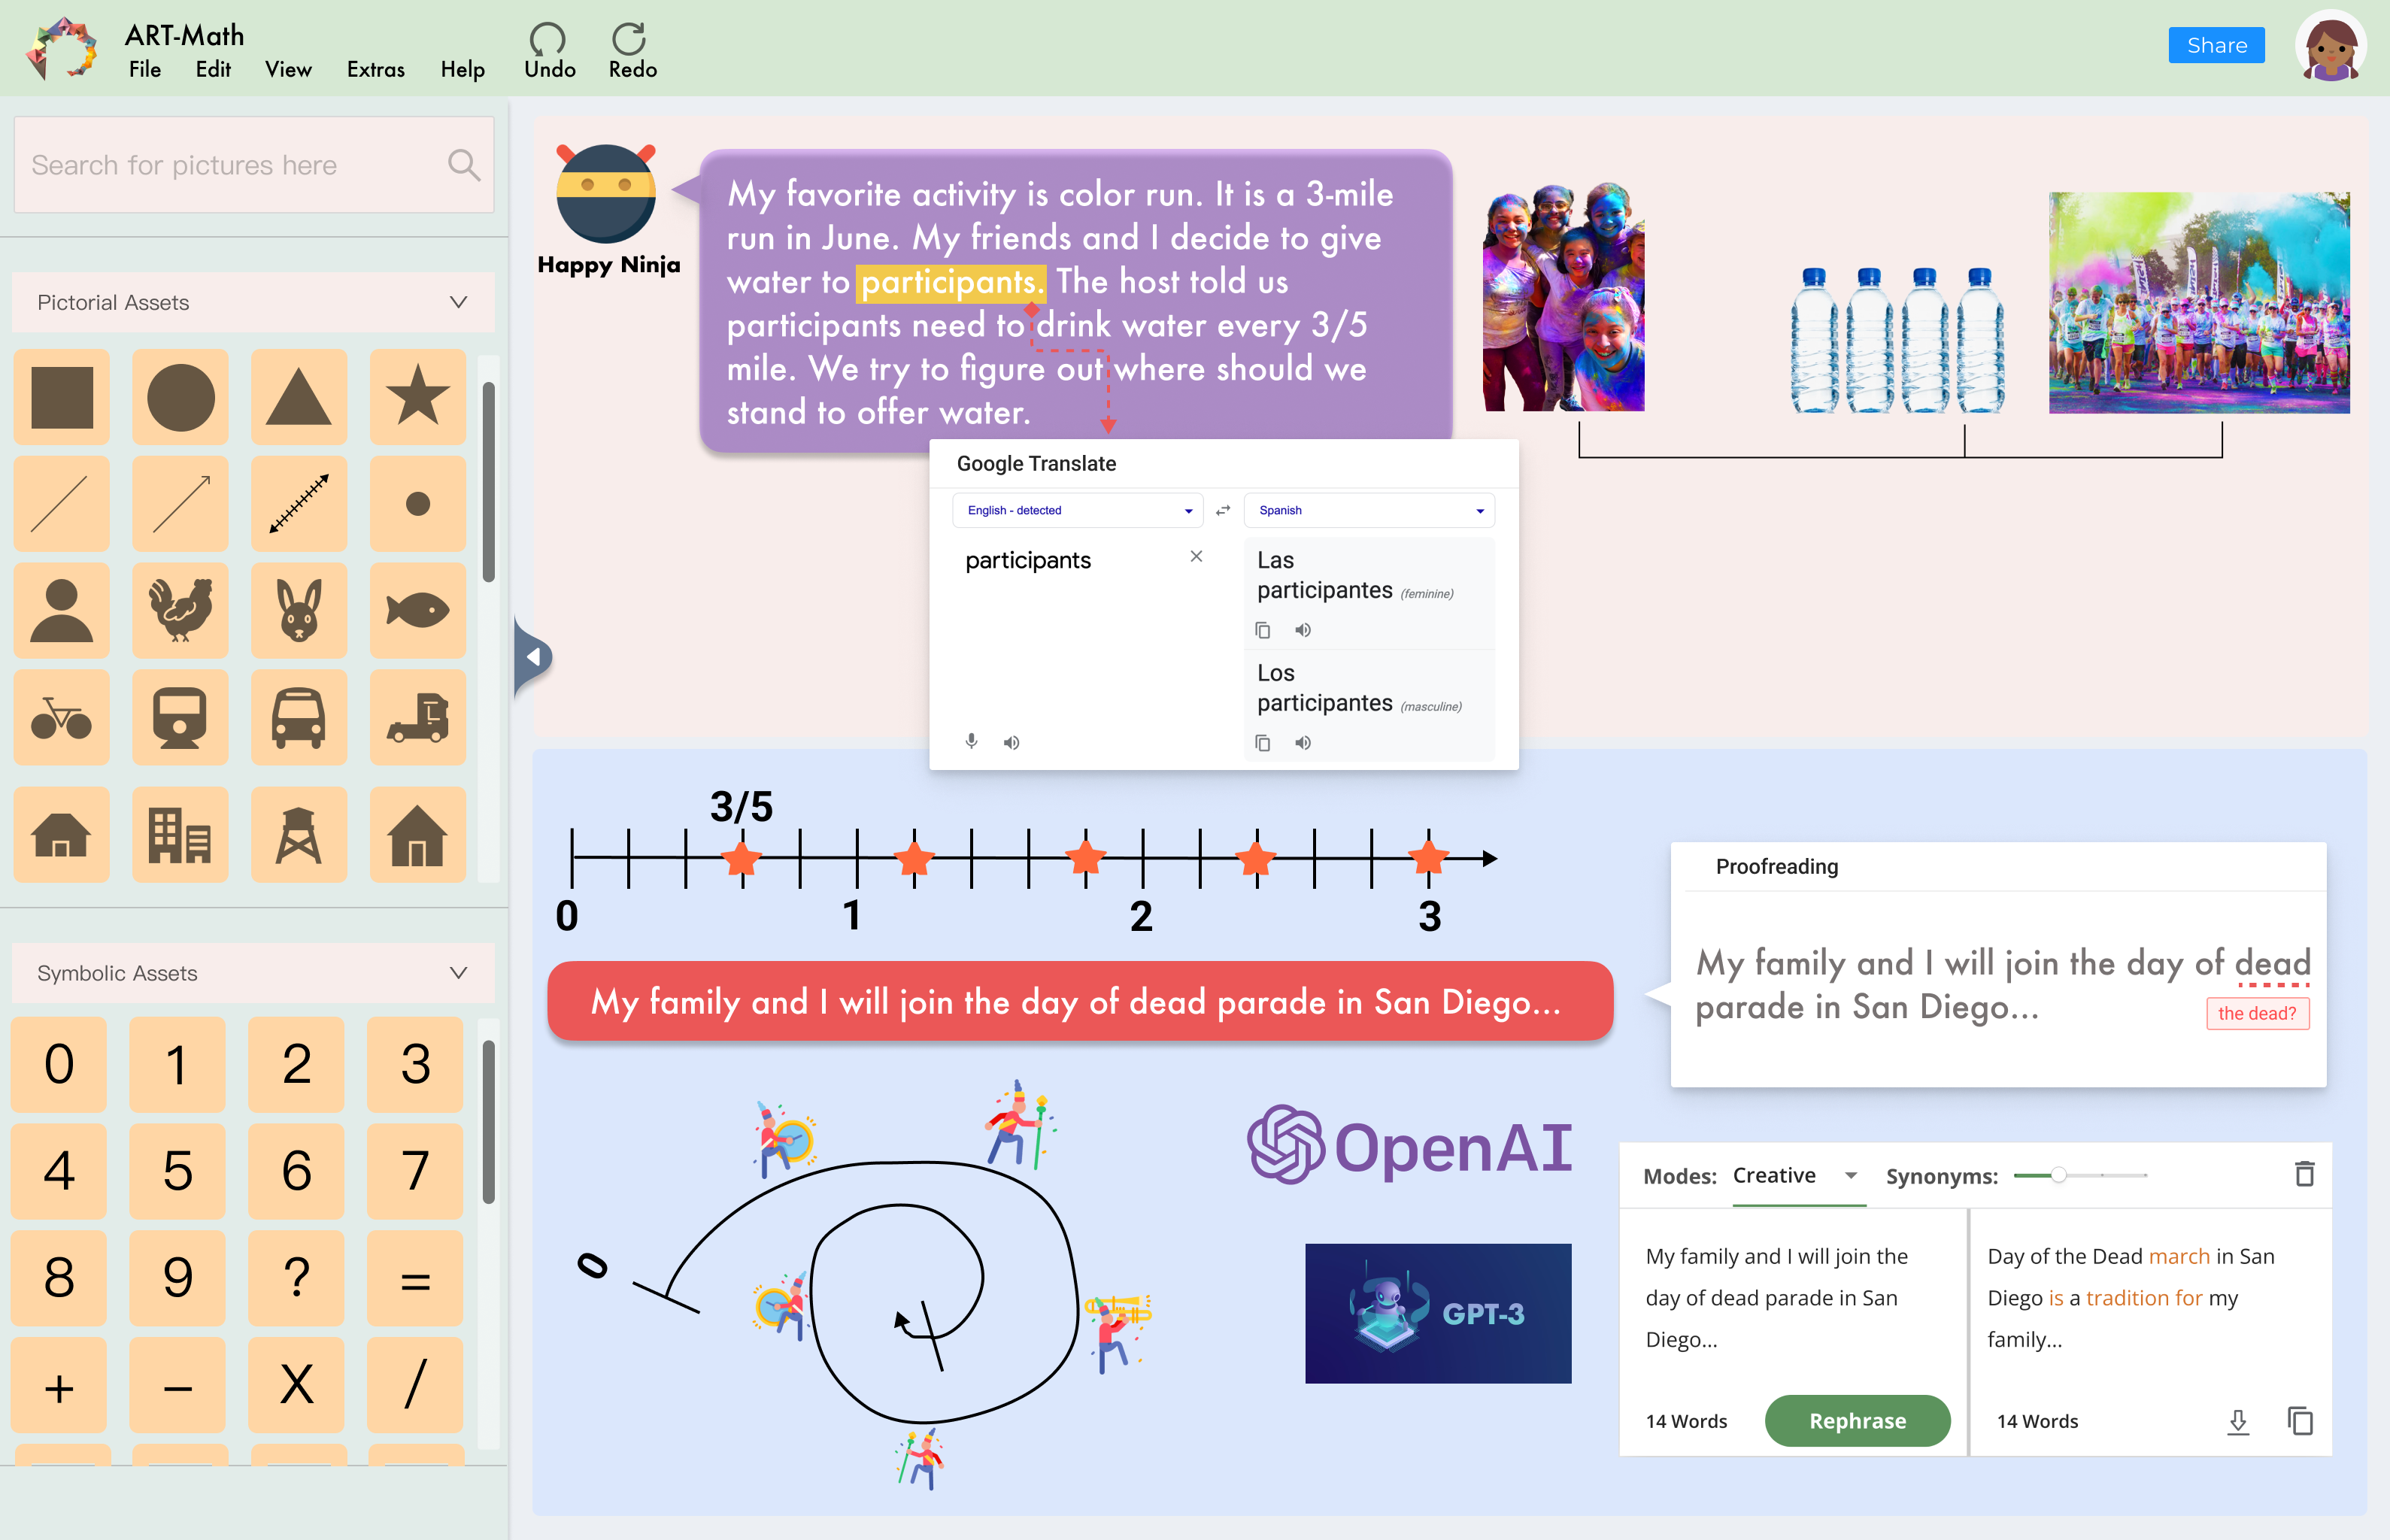 ART-Math
File Edit View Extras Help Undo Redo
Share
Search for pictures here
Pictorial Assets
Symbolic Assets
0 1 2 3
4 5 6 7
8 9 ? =
+ – X /
Happy Ninja
My favorite activity is color run. It is a 3-mile
run in June. My friends and I decide to give
water to participants. The host told us
participants need to drink water every 3/5
mile. We try to figure out where should we
stand to offer water.
Google Translate
English - detected
Spanish
participants
Las
participantes (feminine)
Los
participantes (masculine)
3/5
0 1 2 3
My family and I will join the day of dead parade in San Diego...
Proofreading
My family and I will join the day of dead
parade in San Diego...
the dead?
0
OpenAI
GPT-3
Modes: Creative Synonyms:
My family and I will join the
day of dead parade in San
Diego...
14 Words
Rephrase
Day of the Dead march in San
Diego is a tradition for my
family...
14 Words